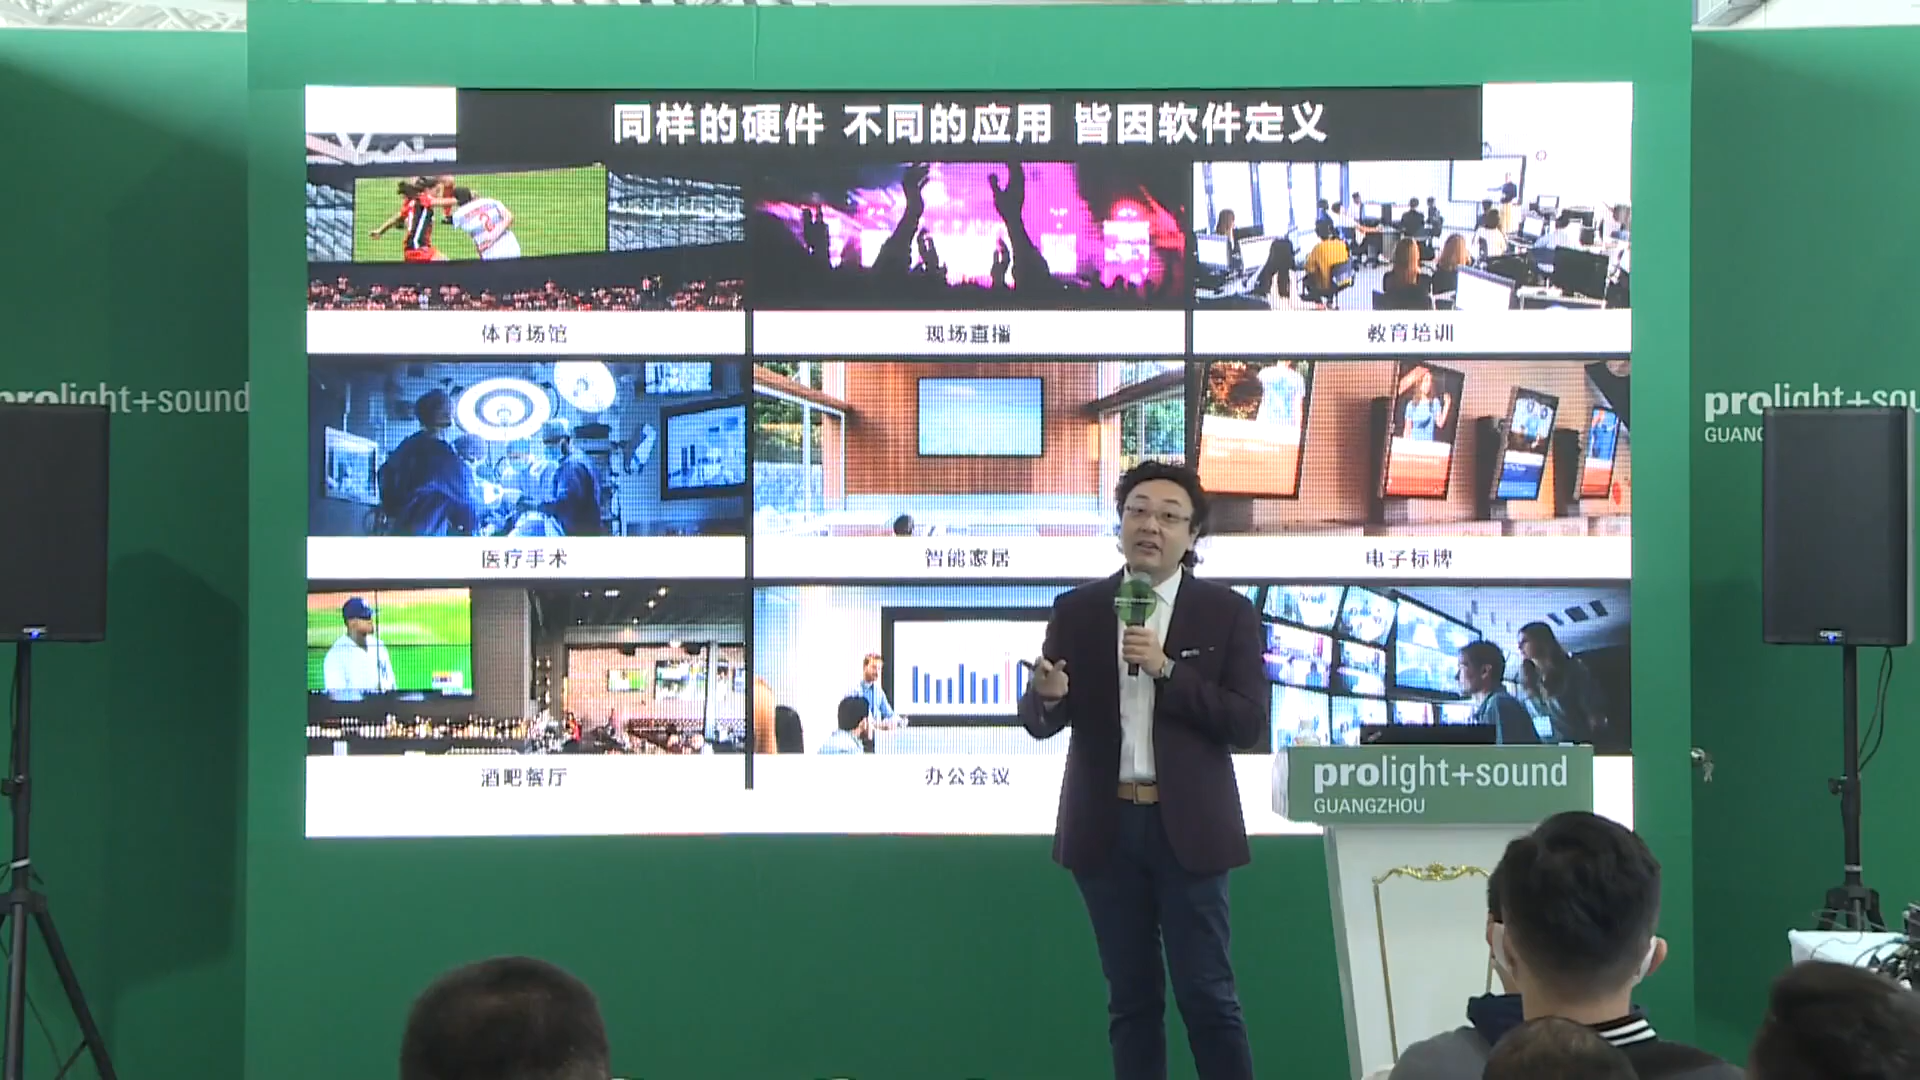 同样的硬件 不同的应用 皆因软件定义
体育场馆
现场直播
教育培训
医疗手术
智能家居
电子标牌
酒吧餐厅
办公会议
prolight+sound
prolight+sou
GUANG
prolight+sound
GUANGZHOU